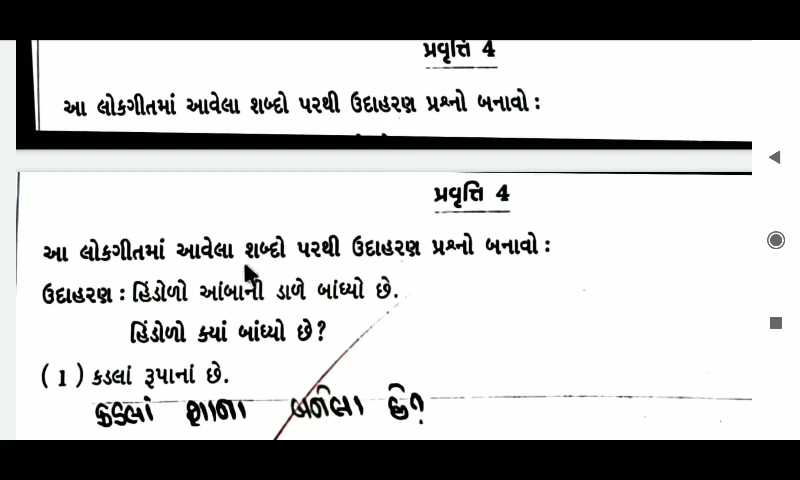 પ્રવૃત્તિ 4
આ લોકગીતમાં આવેલા શબ્દો પરથી ઉદાહરણ પ્રશ્નો બનાવો :
પ્રવૃત્તિ 4
આ લોકગીતમાં આવેલા શબ્દો પરથી ઉદાહરણ પ્રશ્નો બનાવો :
ઉદાહરણ : હિંડોળો આંબાની ડાળે બાંધ્યો છે.
હિંડોળો ક્યાં બાંધ્યો છે?
( 1 ) કડલાં રૂપાનાં છે.
કડલાં શાના બનેલા છે?